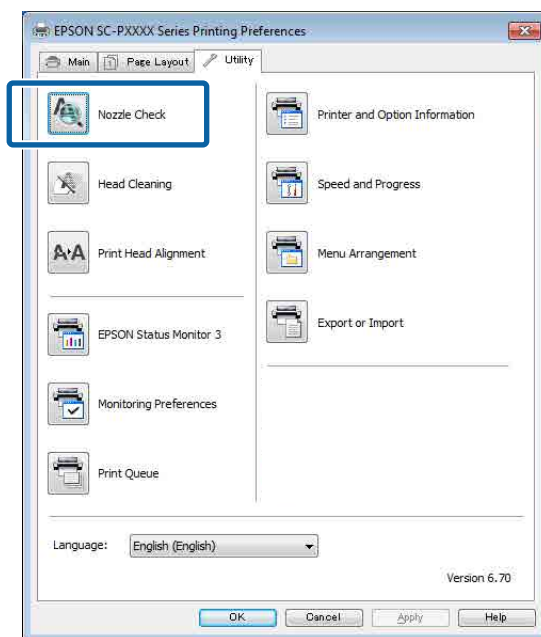 EPSON SC-PXXXX Series Printing Preferences
Main
Page Layout
Utility
Nozzle Check
Printer and Option Information
Head Cleaning
Speed and Progress
A A
Print Head Alignment
Menu Arrangement
EPSON Status Monitor 3
Export or Import
Monitoring Preferences
Print Queue
Language:
English (English)
Version 6.70
OK
Cancel
Apply
Help